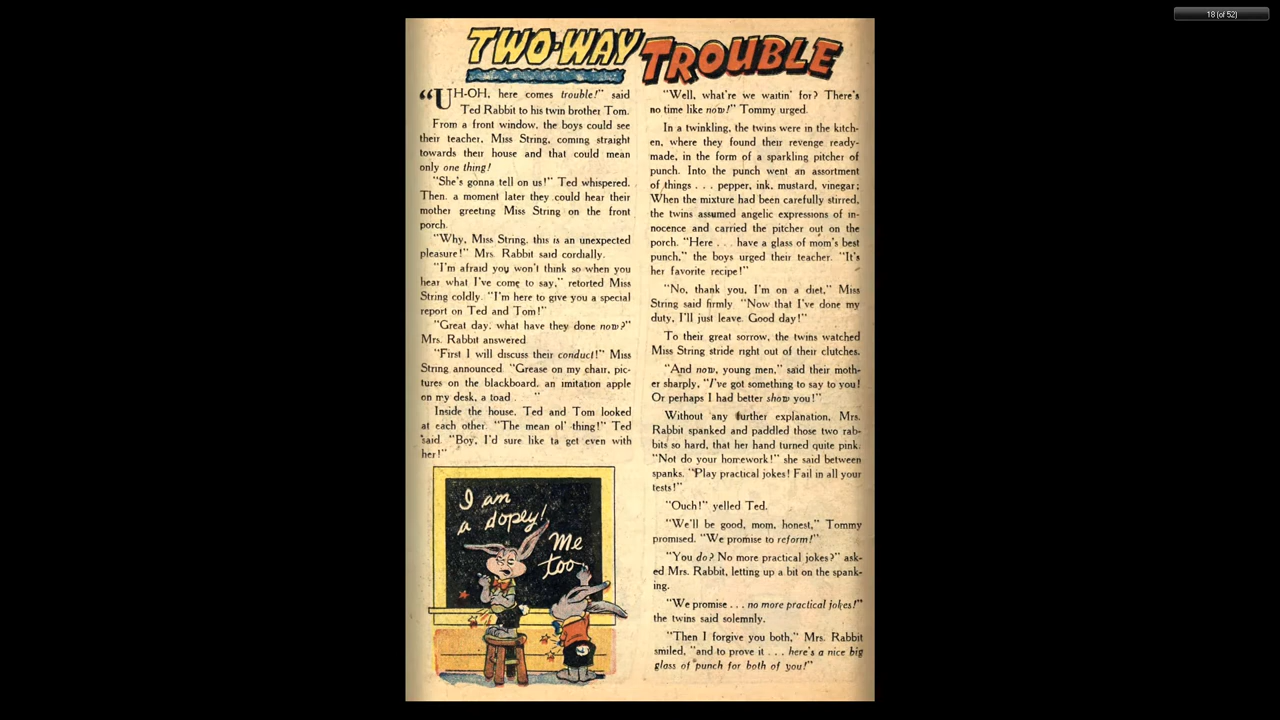 18 (of 52)
TWO-WAY TROUBLE
"UH-OH, here comes trouble!" said
Ted Rabbit to his twin brother Tom.
From a front window, the boys could see
their teacher, Miss String, coming straight
towards their house and that could mean
only one thing!
"She's gonna tell on us!" Ted whispered.
Then, a moment later they could hear their
mother greeting Miss String on the front
porch.
"Why, Miss String, this is an unexpected
pleasure!" Mrs. Rabbit said cordially.
"I'm afraid you won't think so when you
hear what I've come to say," retorted Miss
String coldly. "I'm here to give you a special
report on Ted and Tom!"
"Great day, what have they done now?"
Mrs. Rabbit answered
"First I will discuss their conduct!" Miss
String announced "Grease on my chair, pic-
tures on the blackboard, an imitation apple
on my desk, a toad . . "
Inside the house, Ted and Tom looked
at each other. "The mean ol' thing!" Ted
said. "Boy, I'd sure like ta get even with
her!"
I am
a dopey!
Me
too
"Well, what're we waitin' for? There's
no time like now!" Tommy urged.
In a twinkling, the twins were in the kitch-
en, where they found their revenge ready-
made, in the form of a sparkling pitcher of
punch. Into the punch went an assortment
of things . . . pepper, ink, mustard, vinegar;
When the mixture had been carefully stirred,
the twins assumed angelic expressions of in-
nocence and carried the pitcher out on the
porch. "Here . . . have a glass of mom's best
punch," the boys urged their teacher. "It's
her favorite recipe!"
"No, thank you, I'm on a diet," Miss
String said firmly "Now that I've done my
duty, I'll just leave. Good day!"
To their great sorrow, the twins watched
Miss String stride right out of their clutches.
"And now, young men," said their moth-
er sharply, "I've got something to say to you!
Or perhaps I had better show you!"
Without any further explanation, Mrs.
Rabbit spanked and paddled those two rab-
bits so hard, that her hand turned quite pink.
"Not do your homework!" she said between
spanks. "Play practical jokes! Fail in all your
tests!"
"Ouch!" yelled Ted.
"We'll be good, mom, honest," Tommy
promised. "We promise to reform!"
"You do? No more practical jokes?" ask-
ed Mrs. Rabbit, letting up a bit on the spank-
ing.
"We promise . . . no more practical jokes!"
the twins said solemnly.
"Then I forgive you both," Mrs. Rabbit
smiled, "and to prove it . . . here's a nice big
glass of punch for both of you!"